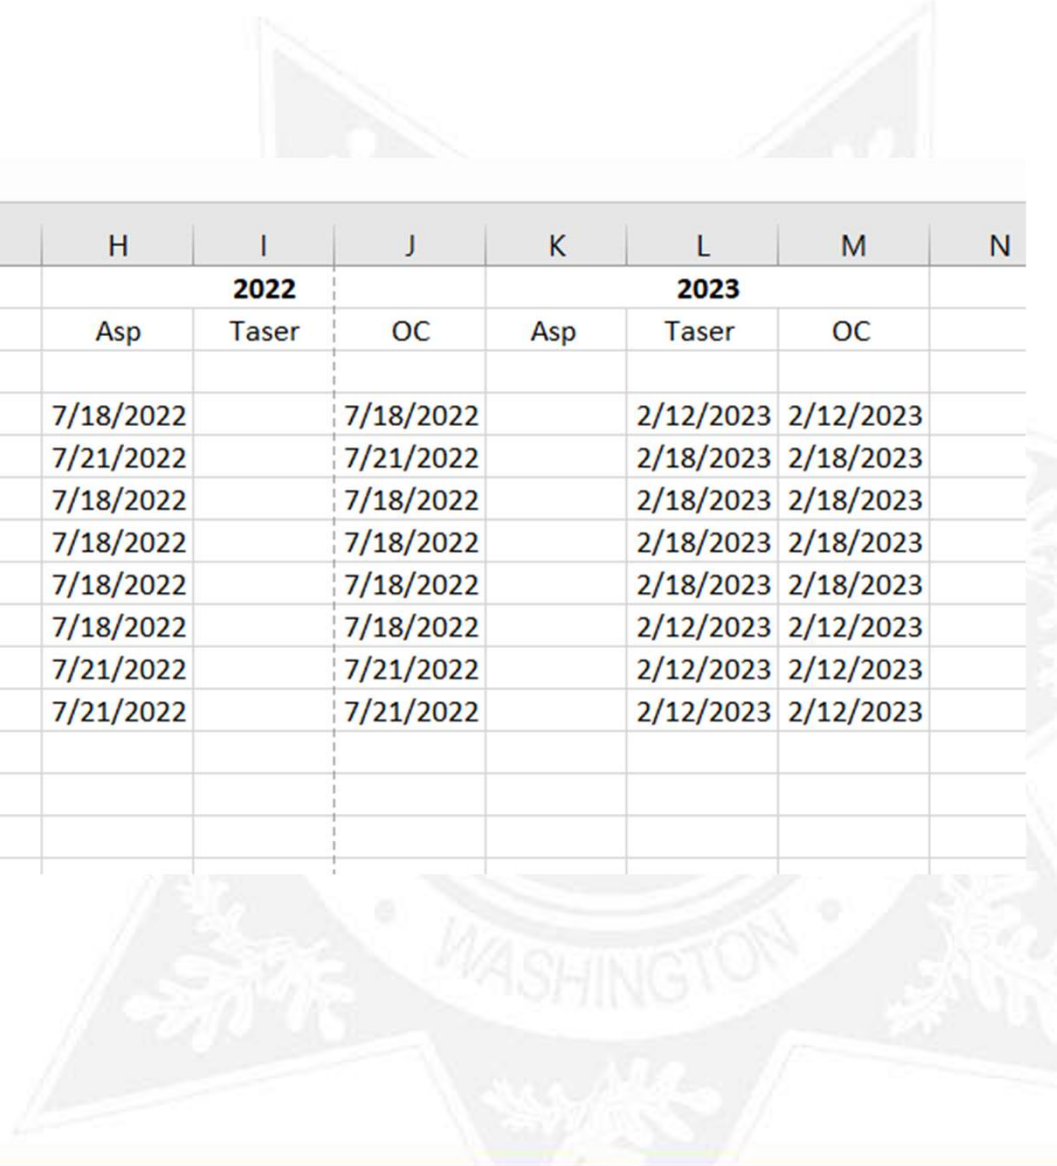 H I J K L M N
2022 2023
Asp Taser OC Asp Taser OC
7/18/2022 7/18/2022 2/12/2023 2/12/2023
7/21/2022 7/21/2022 2/18/2023 2/18/2023
7/18/2022 7/18/2022 2/18/2023 2/18/2023
7/18/2022 7/18/2022 2/18/2023 2/18/2023
7/18/2022 7/18/2022 2/18/2023 2/18/2023
7/18/2022 7/18/2022 2/12/2023 2/12/2023
7/21/2022 7/21/2022 2/12/2023 2/12/2023
7/21/2022 7/21/2022 2/12/2023 2/12/2023
WASHINGTON